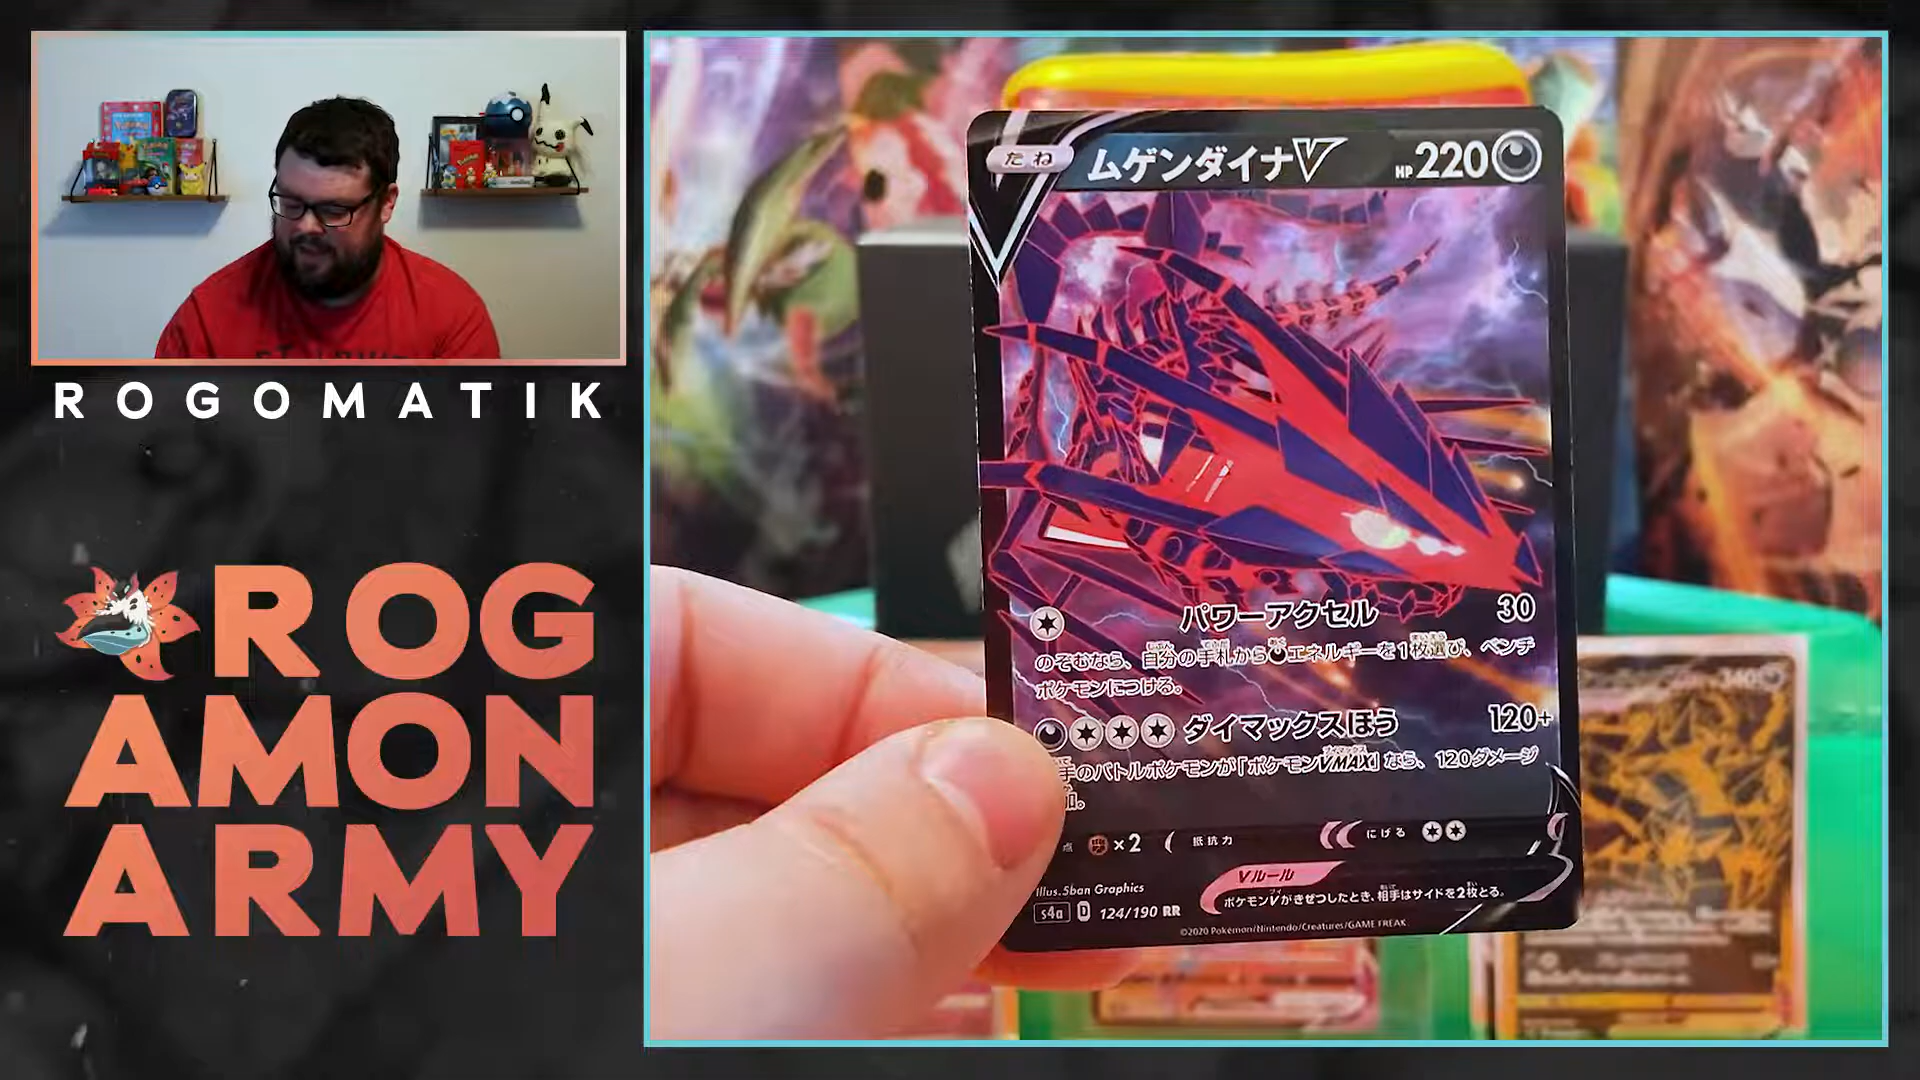 ROGOMATIK
ROG
AMON
ARMY
たね ムゲンダイナV HP 220
パワーアクセル 30
のぞむなら、自分の手札からエネルギーを1枚選び、ベンチ
ポケモンにつける。
ダイマックスほう 120+
手のバトルポケモンが「ポケモンVMAX」なら、120ダメージ
加。
点 ×2 抵抗力 にげる
Vルール
ポケモンVがきぜつしたとき、相手はサイドを2枚とる。
Illus. 5ban Graphics
s4a D 124/190 RR
©2020 Pokémon/Nintendo/Creatures/GAME FREAK
340